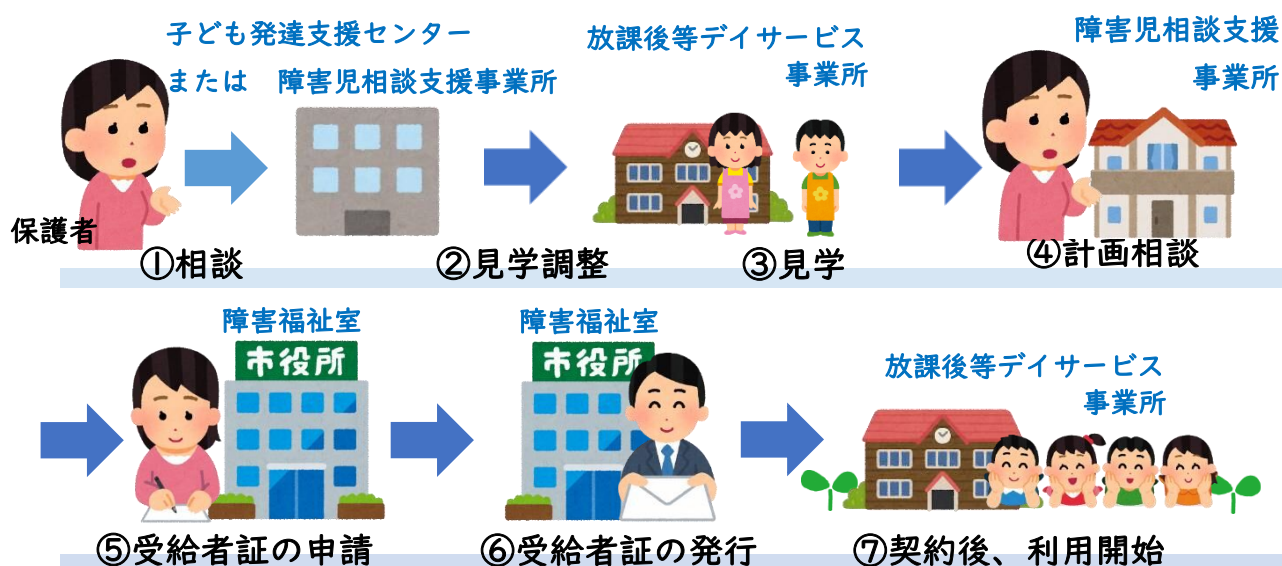 子ども発達支援センター
または　障害児相談支援事業所
放課後等デイサービス
事業所
障害児相談支援
事業所
保護者
①相談
②見学調整
③見学
④計画相談
障害福祉室
市役所
障害福祉室
市役所
放課後等デイサービス
事業所
⑤受給者証の申請
⑥受給者証の発行
⑦契約後、利用開始